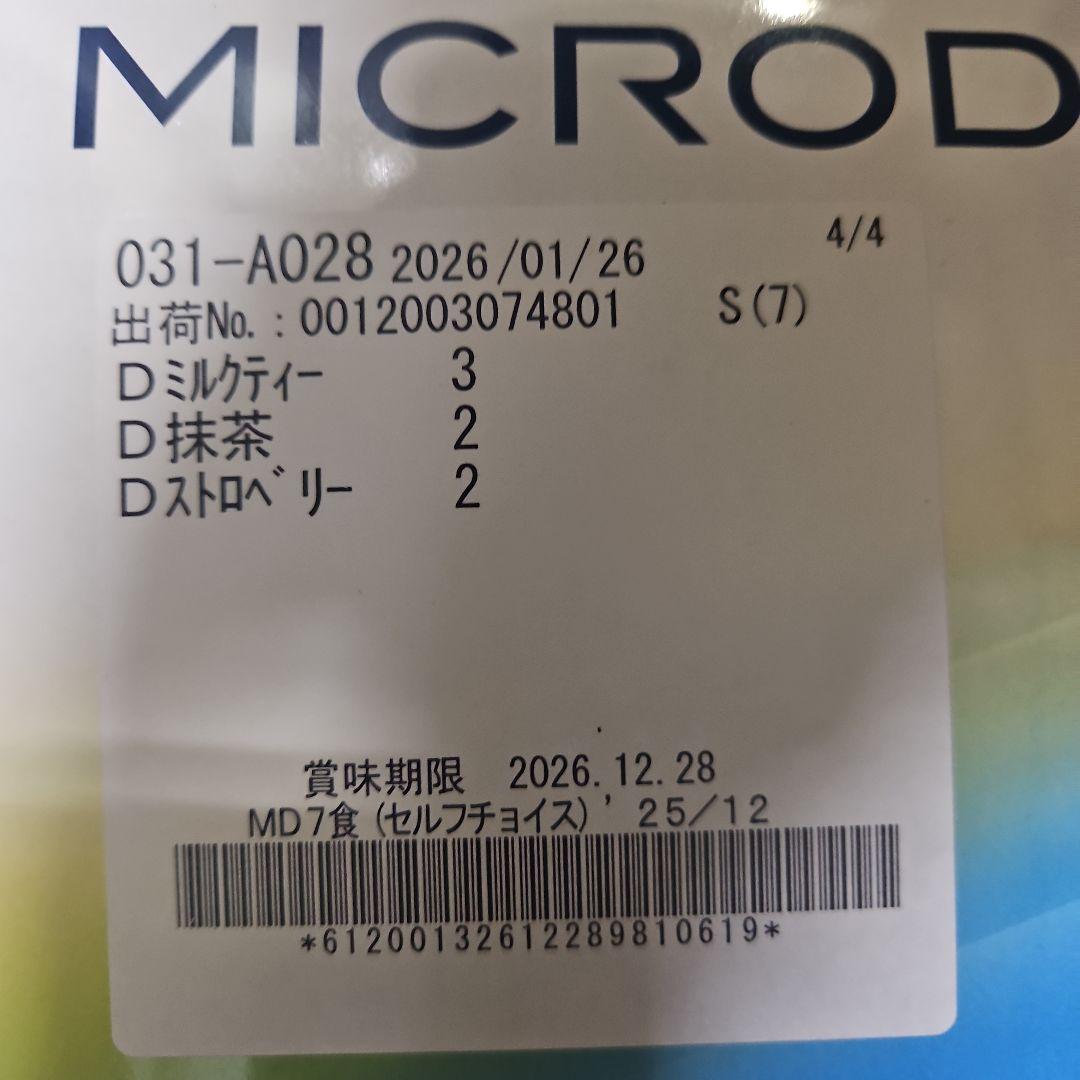 MICROD
031-A028 2026/01/26 4/4
出荷No.:0012003074801 S(7)
Dミルクティー 3
D抹茶 2
Dストロベリー 2
賞味期限 2026.12.28
MD7食(セルフチョイス)'25/12
*61200132612289810619*